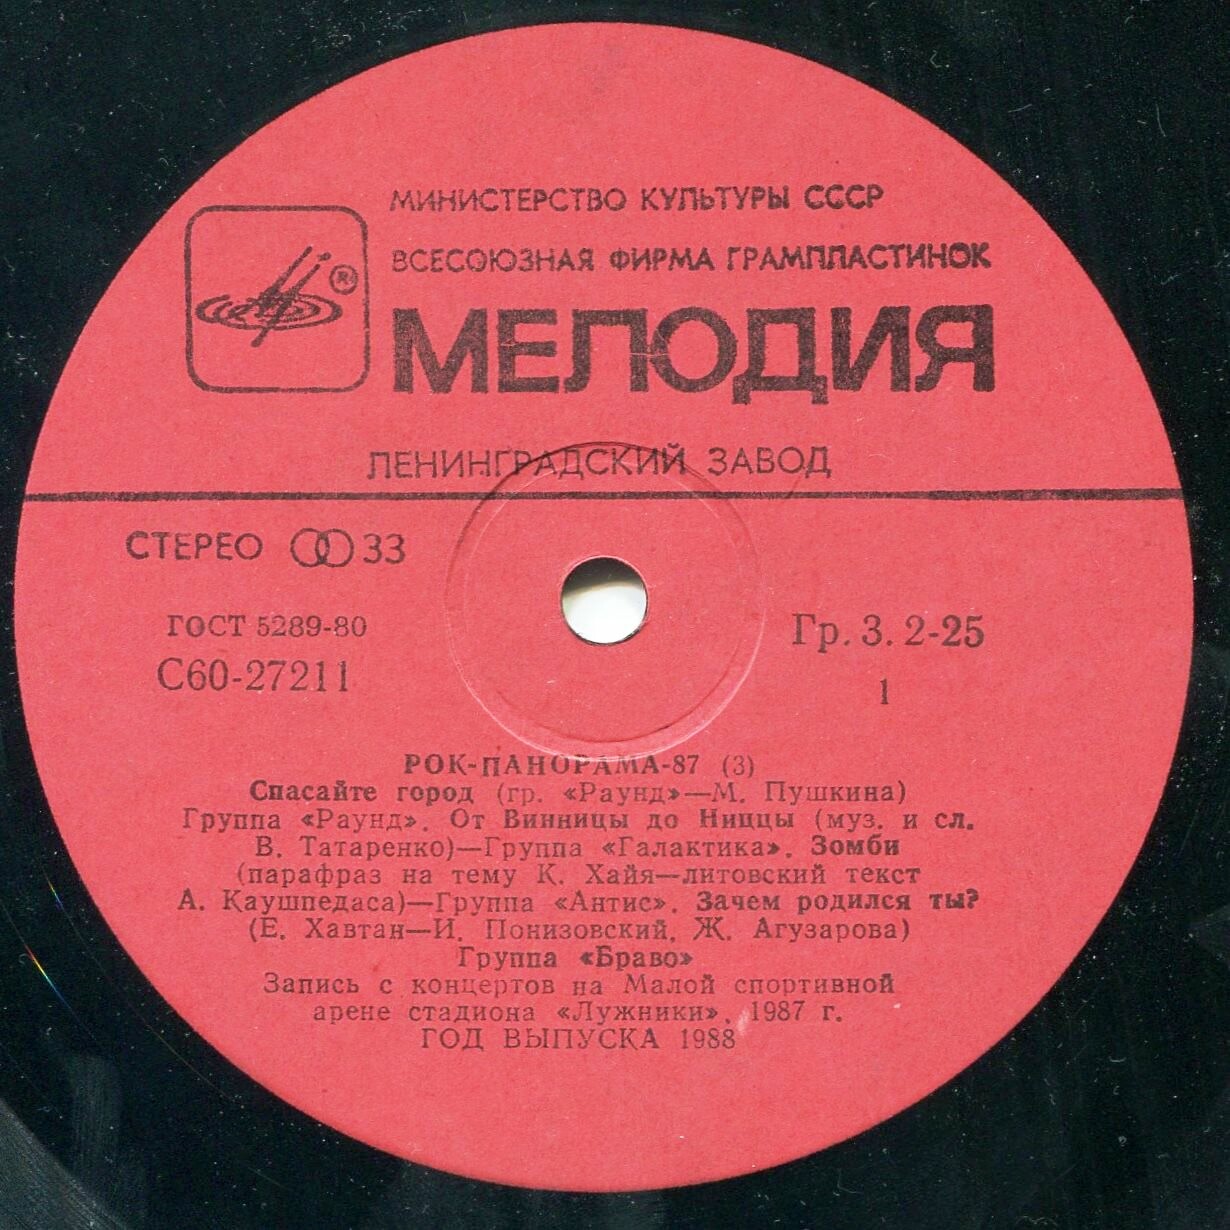 МИНИСТЕРСТВО КУЛЬТУРЫ СССР
ВСЕСОЮЗНАЯ ФИРМА ГРАМПЛАСТИНОК
®
МЕЛОДИЯ
ЛЕНИНГРАДСКИЙ ЗАВОД
СТЕРЕО 33
ГОСТ 5289-80
С60-27211
Гр. 3. 2-25
1
РОК-ПАНОРАМА-87 (3)
Спасайте город (гр. «Раунд»—М. Пушкина)
Группа «Раунд». От Винницы до Ниццы (муз. и сл.
В. Татаренко)—Группа «Галактика». Зомби
(парафраз на тему К. Хайя—литовский текст
А. Каушпедаса)—Группа «Антис». Зачем родился ты?
(Е. Хавтан—И. Понизовский, Ж. Агузарова)
Группа «Браво»
Запись с концертов на Малой спортивной
арене стадиона «Лужники». 1987 г.
ГОД ВЫПУСКА 1988